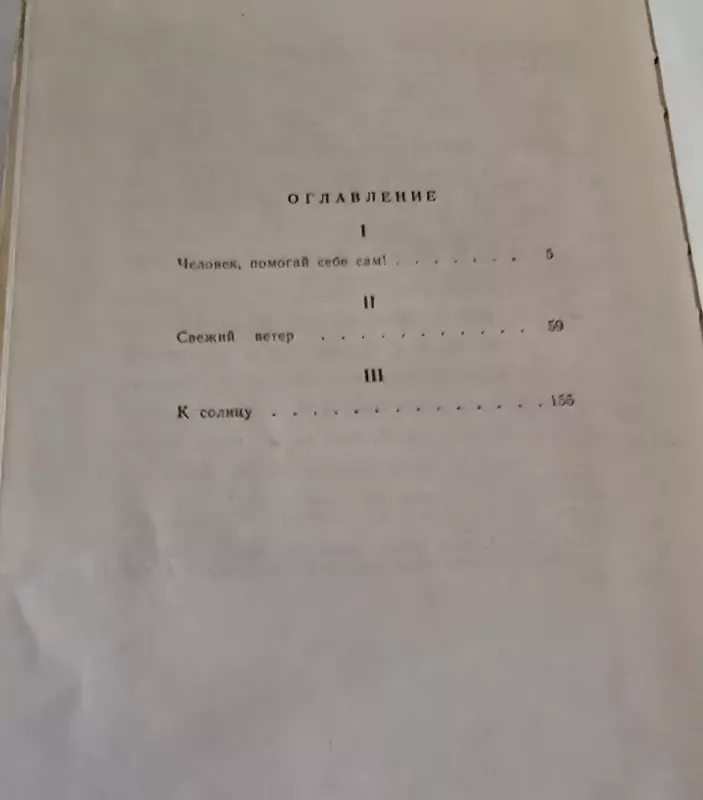 ОГЛАВЛЕНИЕ
I
Человек, помогай себе сам! . . . . . . . 5
II
Свежий ветер . . . . . . . . . . . 59
III
К солнцу . . . . . . . . . . . . . . 155